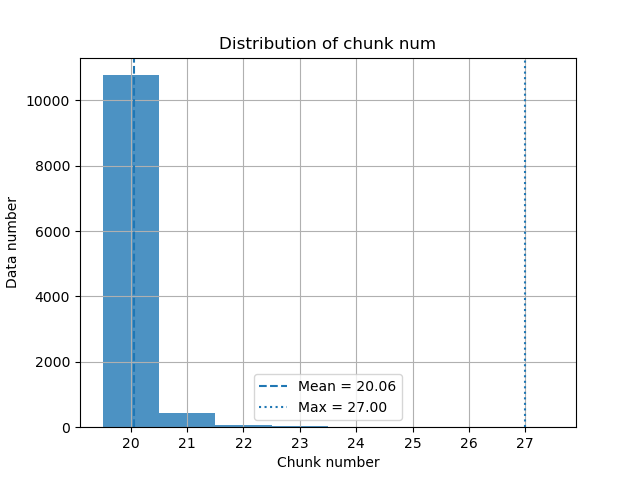 Distribution of chunk num
Data number
10000
8000
6000
4000
2000
0
Mean = 20.06
Max = 27.00
20 21 22 23 24 25 26 27
Chunk number